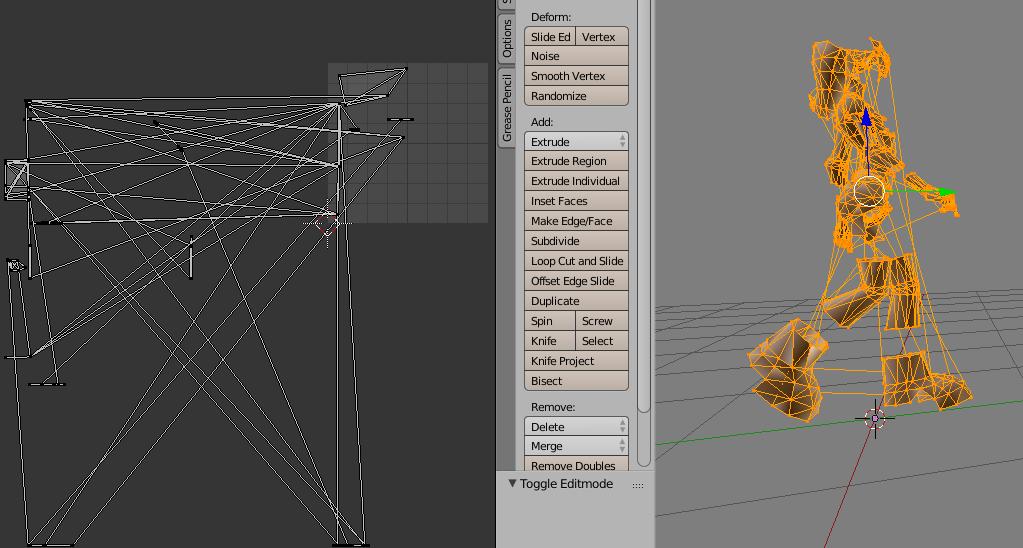 Options
Grease Pencil
Deform:
Slide Ed Vertex
Noise
Smooth Vertex
Randomize
Add:
Extrude
Extrude Region
Extrude Individual
Inset Faces
Make Edge/Face
Subdivide
Loop Cut and Slide
Offset Edge Slide
Duplicate
Spin Screw
Knife Select
Knife Project
Bisect
Remove:
Delete
Merge
Remove Doubles
Toggle Editmode